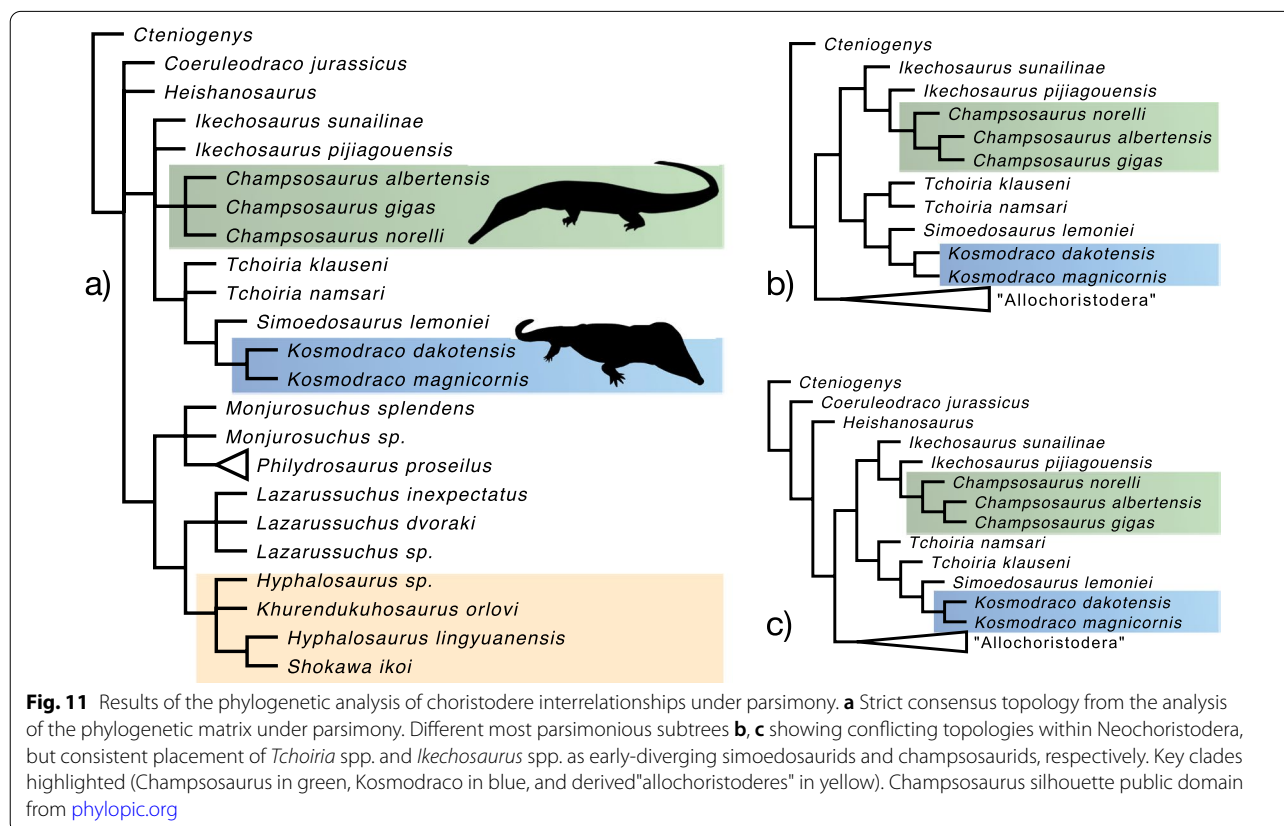 Cteniogenys
Coeruleodraco jurassicus
Heishanosaurus
Ikechosaurus sunailinae
Ikechosaurus pijiagouensis
Champsosaurus albertensis
Champsosaurus gigas
Champsosaurus norelli
Tchoiria klauseni
a)
Tchoiria namsari
Simoedosaurus lemoniei
Kosmodraco dakotensis
Kosmodraco magnicornis
Monjurosuchus splendens
Monjurosuchus sp.
Philydrosaurus proseilus
Lazarussuchus inexpectatus
Lazarussuchus dvoraki
Lazarussuchus sp.
Hyphalosaurus sp.
Khurendukuhosaurus orlovi
Hyphalosaurus lingyuanensis
Shokawa ikoi
Cteniogenys
Ikechosaurus sunailinae
Ikechosaurus pijiagouensis
Champsosaurus norelli
Champsosaurus albertensis
Champsosaurus gigas
Tchoiria klauseni
Tchoiria namsari
Simoedosaurus lemoniei
Kosmodraco dakotensis
Kosmodraco magnicornis
b)
"Allochoristodera"
Cteniogenys
Coeruleodraco jurassicus
Heishanosaurus
Ikechosaurus sunailinae
Ikechosaurus pijiagouensis
Champsosaurus norelli
Champsosaurus albertensis
Champsosaurus gigas
Tchoiria namsari
Tchoiria klauseni
Simoedosaurus lemoniei
Kosmodraco dakotensis
Kosmodraco magnicornis
c)
"Allochoristodera"
Fig. 11 Results of the phylogenetic analysis of choristodere interrelationships under parsimony. a Strict consensus topology from the analysis
of the phylogenetic matrix under parsimony. Different most parsimonious subtrees b, c showing conflicting topologies within Neochoristodera,
but consistent placement of Tchoiria spp. and Ikechosaurus spp. as early-diverging simoedosaurids and champsosaurids, respectively. Key clades
highlighted (Champsosaurus in green, Kosmodraco in blue, and derived"allochoristoderes" in yellow). Champsosaurus silhouette public domain
from phylopic.org